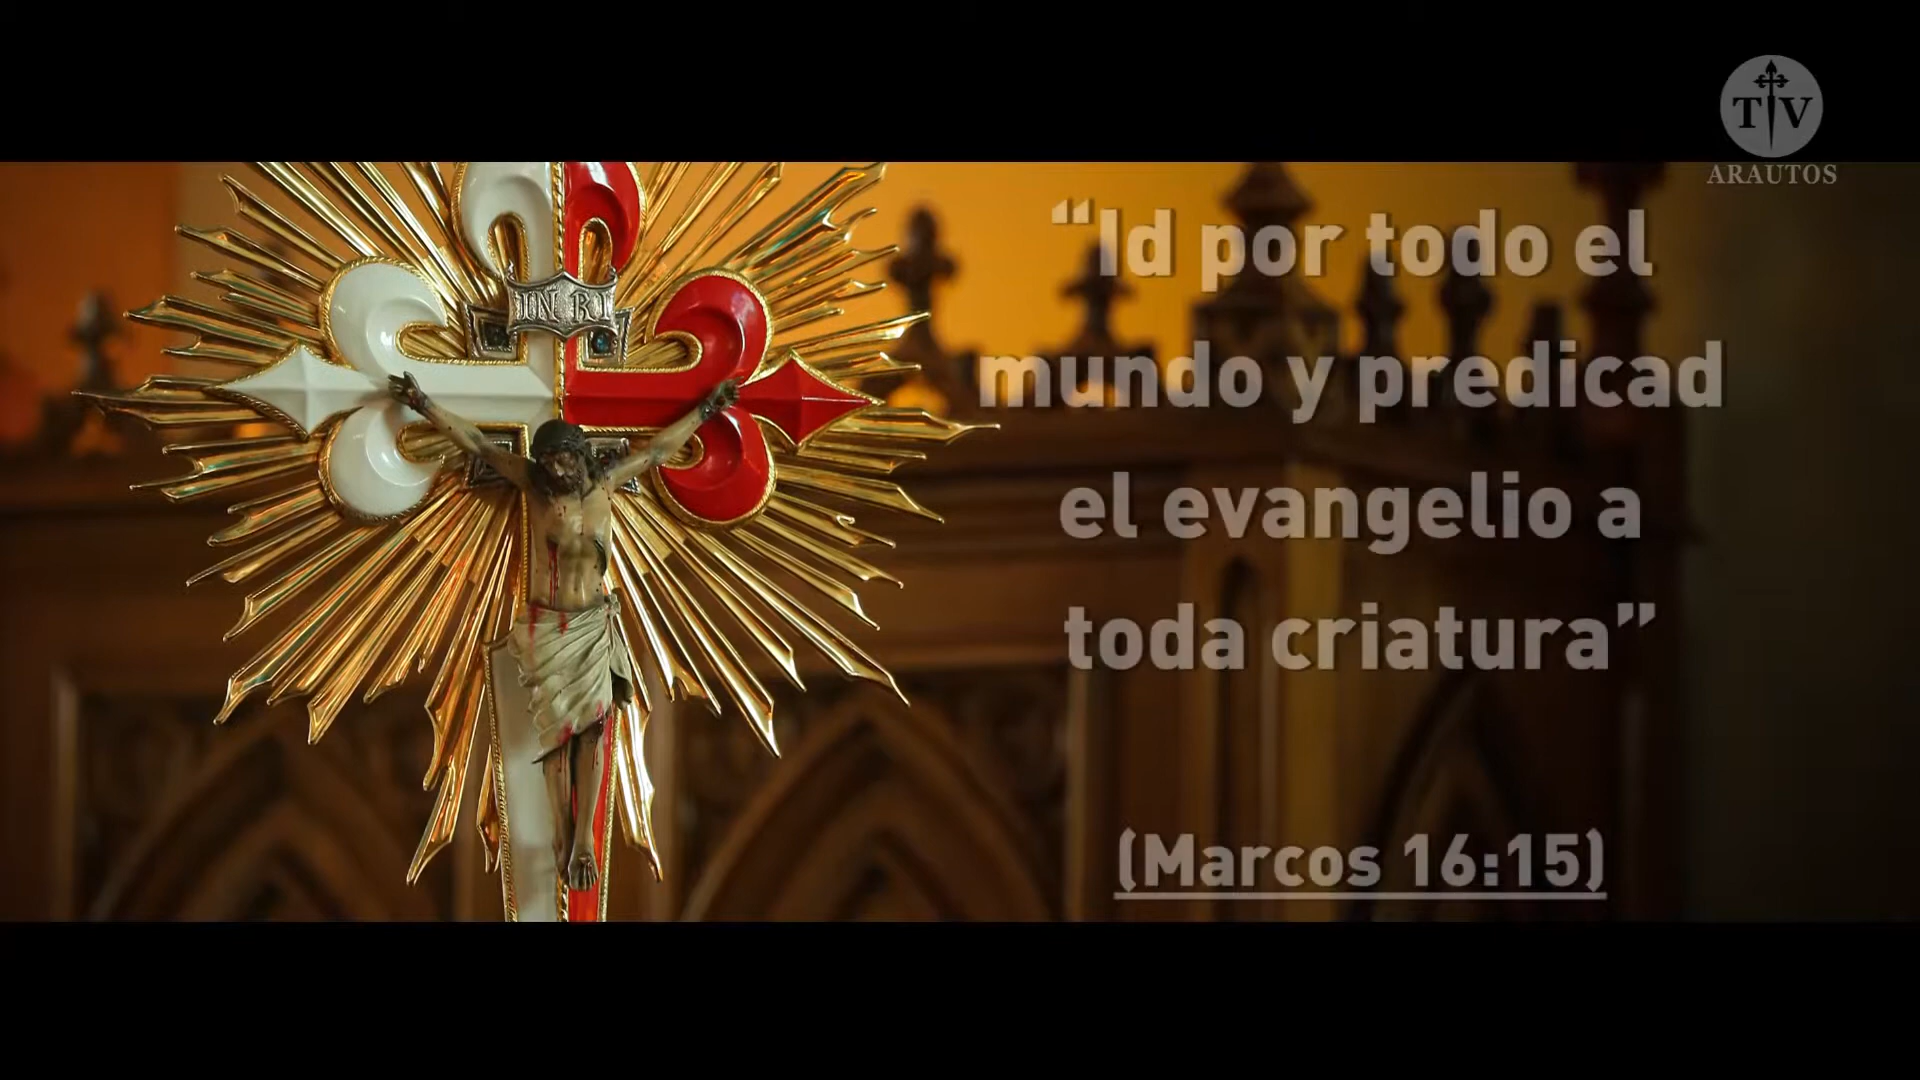 TV
ARAUTOS
INRI
“Id por todo el
mundo y predicad
el evangelio a
toda criatura”
(Marcos 16:15)